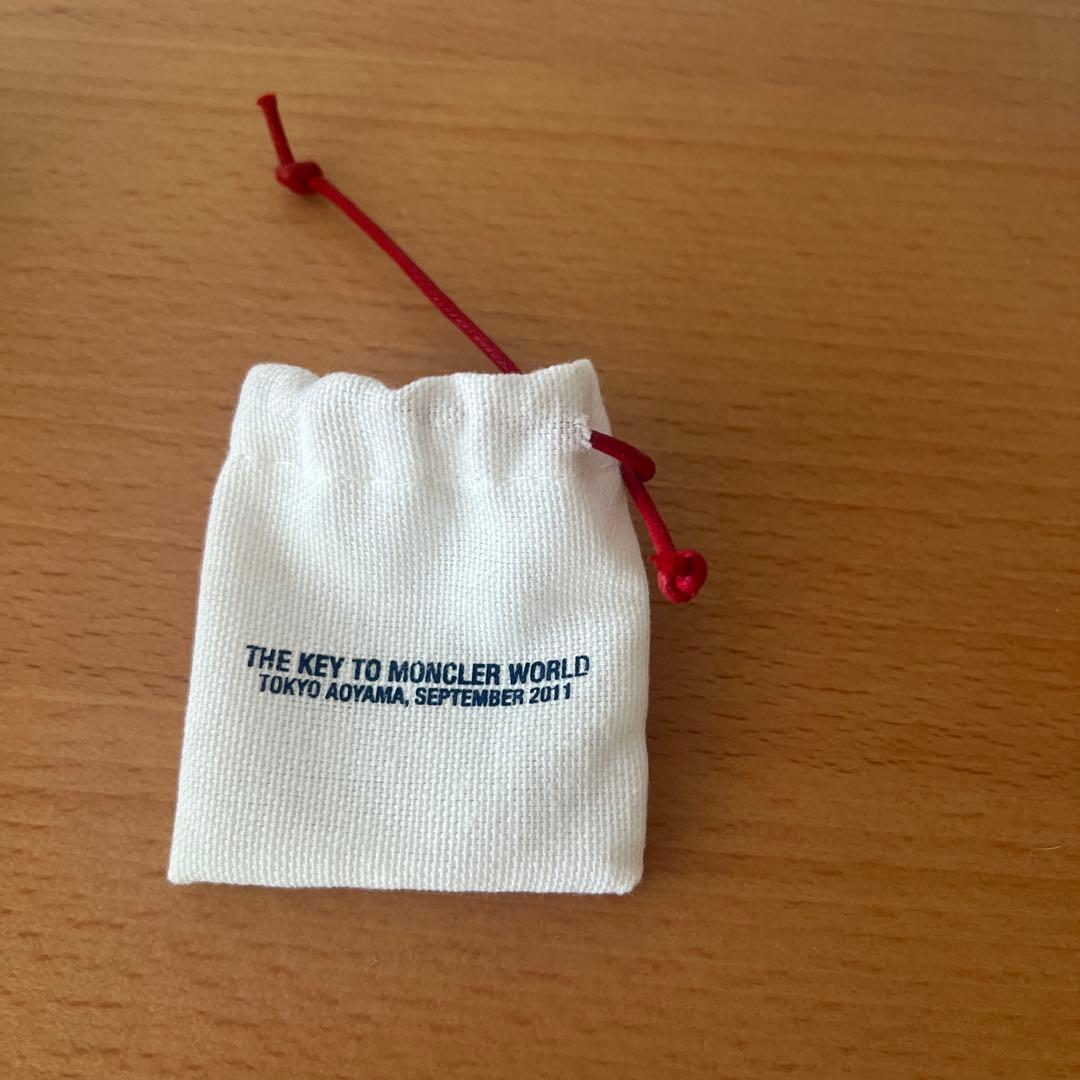 THE KEY TO MONCLER WORLD
TOKYO AOYAMA, SEPTEMBER 2011